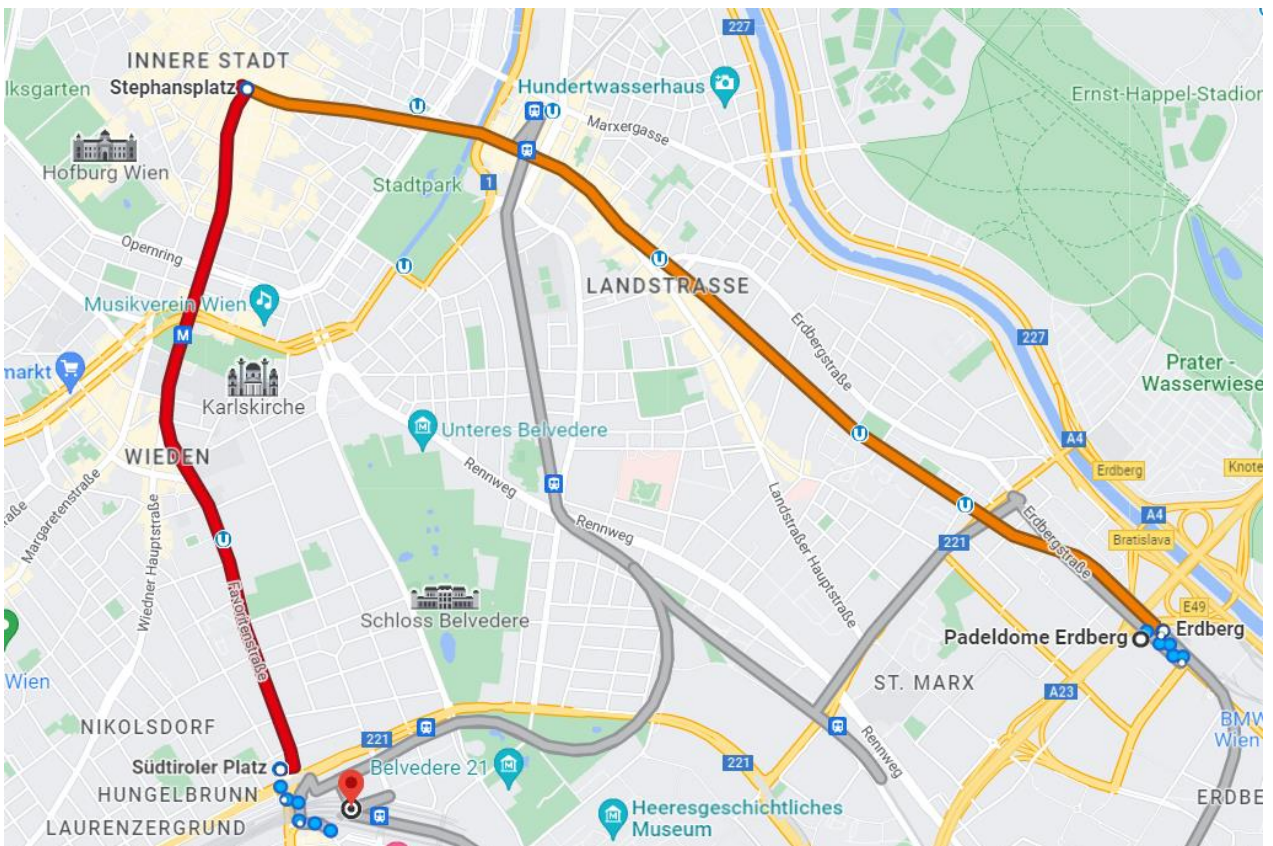 227
INNERE STADT
Stephansplatz
lksgarten
Hundertwasserhaus
Ernst-Happel-Stadion
Marxergasse
Hofburg Wien
Stadtpark
1
Opernring
LANDSTRASSE
Musikverein Wien
M
Erdbergstraße
227
markt
Karlskirche
Prater -
Wasserwiese
Unteres Belvedere
A4
WIEDEN
Erdberg
Knote
Margaretenstraße
aße
Rennweg
Landstraßer Hauptstraße
A4
Rennweg
Erdbergstraße
221
Bratislava
Wiedner Hauptstraße
Favoritenstraße
Schloss Belvedere
E49
Padeldome Erdberg
Erdberg
Wien
ST. MARX
A23
NIKOLSDORF
BMW
Wien
221
Rennweg
Südtiroler Platz
Belvedere 21
221
HUNGELBRUNN
Heeresgeschichtliches
Museum
ERDBE
LAURENZERGRUND